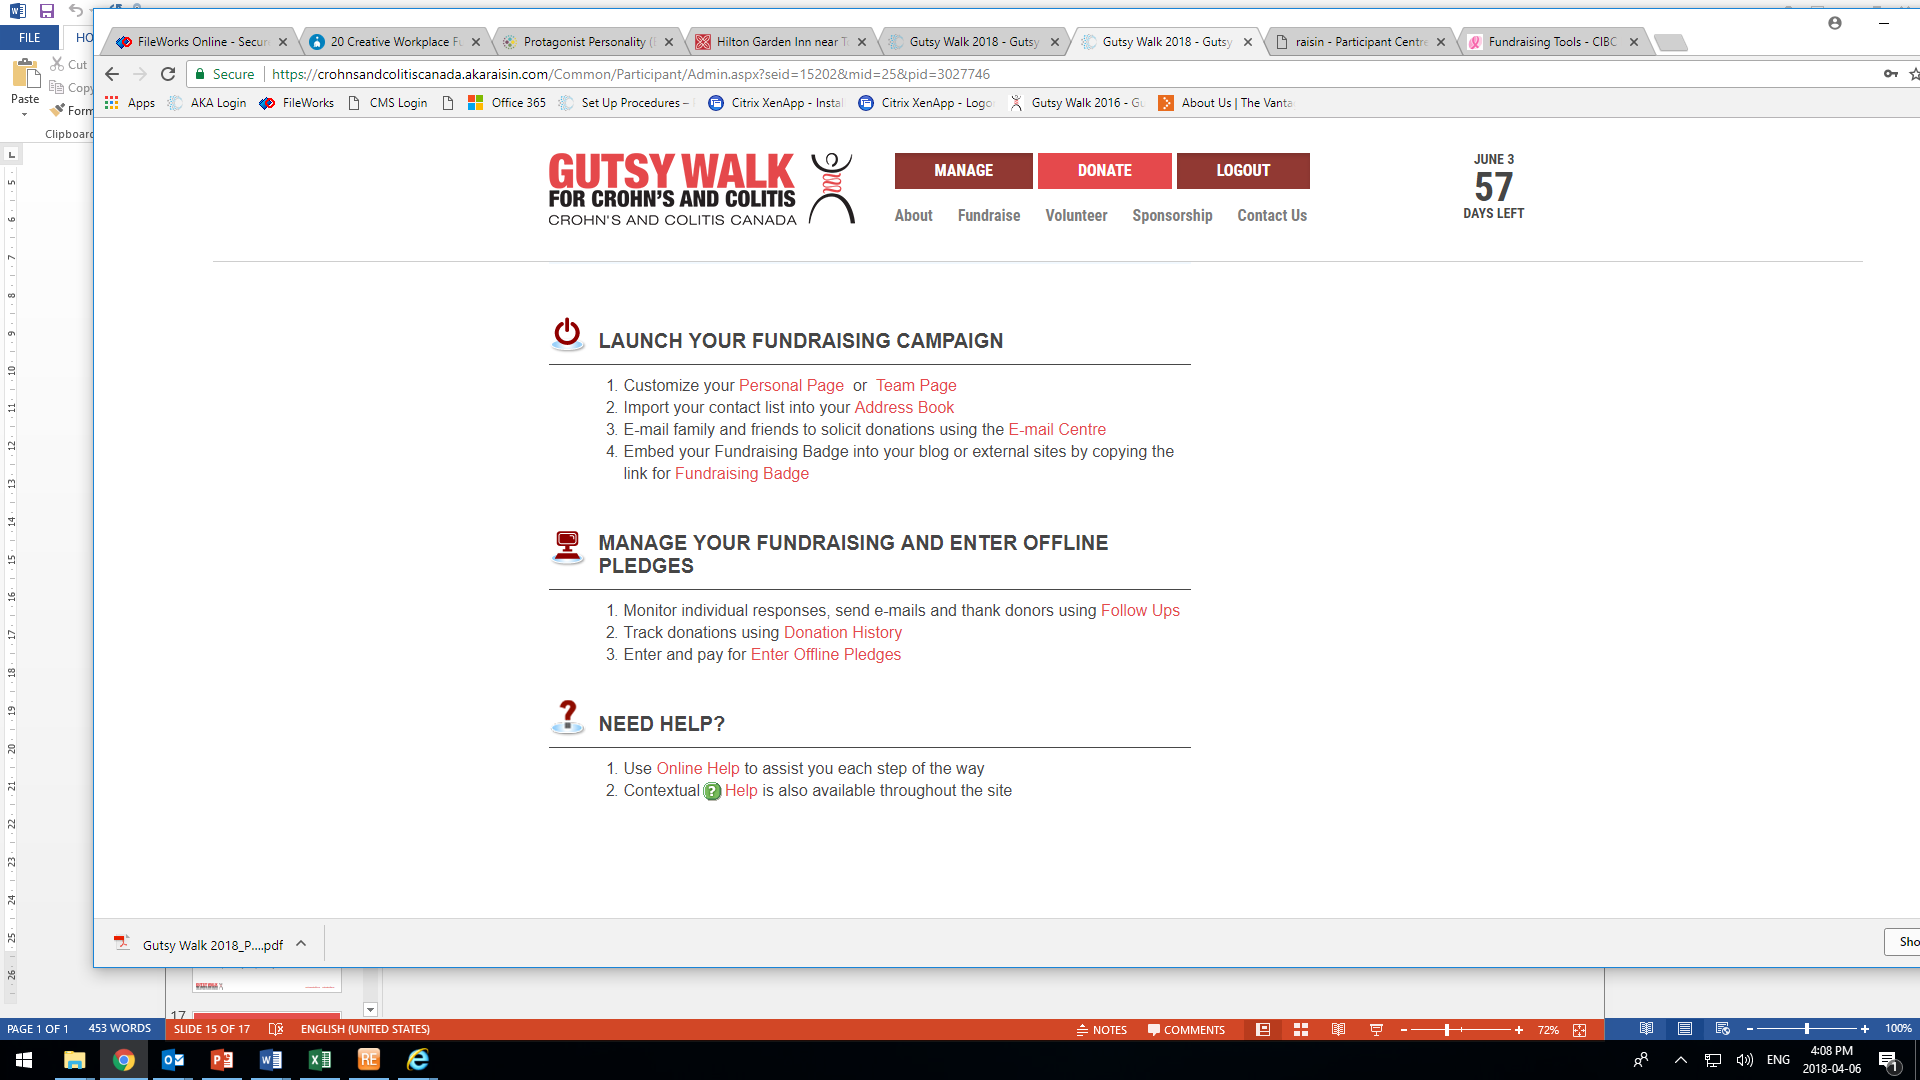 FILE
HO
Paste
Cut
Copy
Form
Clipboard
FileWorks Online - Secur
20 Creative Workplace Fu
Protagonist Personality (
Hilton Garden Inn near T
Gutsy Walk 2018 - Gutsy
Gutsy Walk 2018 - Gutsy
raisin - Participant Centre
Fundraising Tools - CIBC
Secure
https://crohnsandcolitiscanada.akaraisin.com/Common/Participant/Admin.aspx?seid=15202&mid=25&pid=3027746
Apps
AKA Login
FileWorks
CMS Login
Office 365
Set Up Procedures –
Citrix XenApp - Instal
Citrix XenApp - Logo
Gutsy Walk 2016 - Gu
About Us | The Vanta
GUTSY WALK
FOR CROHN'S AND COLITIS
CROHN'S AND COLITIS CANADA
MANAGE
DONATE
LOGOUT
About
Fundraise
Volunteer
Sponsorship
Contact Us
JUNE 3
57
DAYS LEFT
LAUNCH YOUR FUNDRAISING CAMPAIGN
1. Customize your Personal Page or Team Page
2. Import your contact list into your Address Book
3. E-mail family and friends to solicit donations using the E-mail Centre
4. Embed your Fundraising Badge into your blog or external sites by copying the
link for Fundraising Badge
MANAGE YOUR FUNDRAISING AND ENTER OFFLINE
PLEDGES
1. Monitor individual responses, send e-mails and thank donors using Follow Ups
2. Track donations using Donation History
3. Enter and pay for Enter Offline Pledges
NEED HELP?
1. Use Online Help to assist you each step of the way
2. Contextual ? Help is also available throughout the site
Gutsy Walk 2018_P....pdf
Sho
17
PAGE 1 OF 1
453 WORDS
SLIDE 15 OF 17
ENGLISH (UNITED STATES)
NOTES
COMMENTS
72%
100%
RE
ENG
4:08 PM
2018-04-06
1